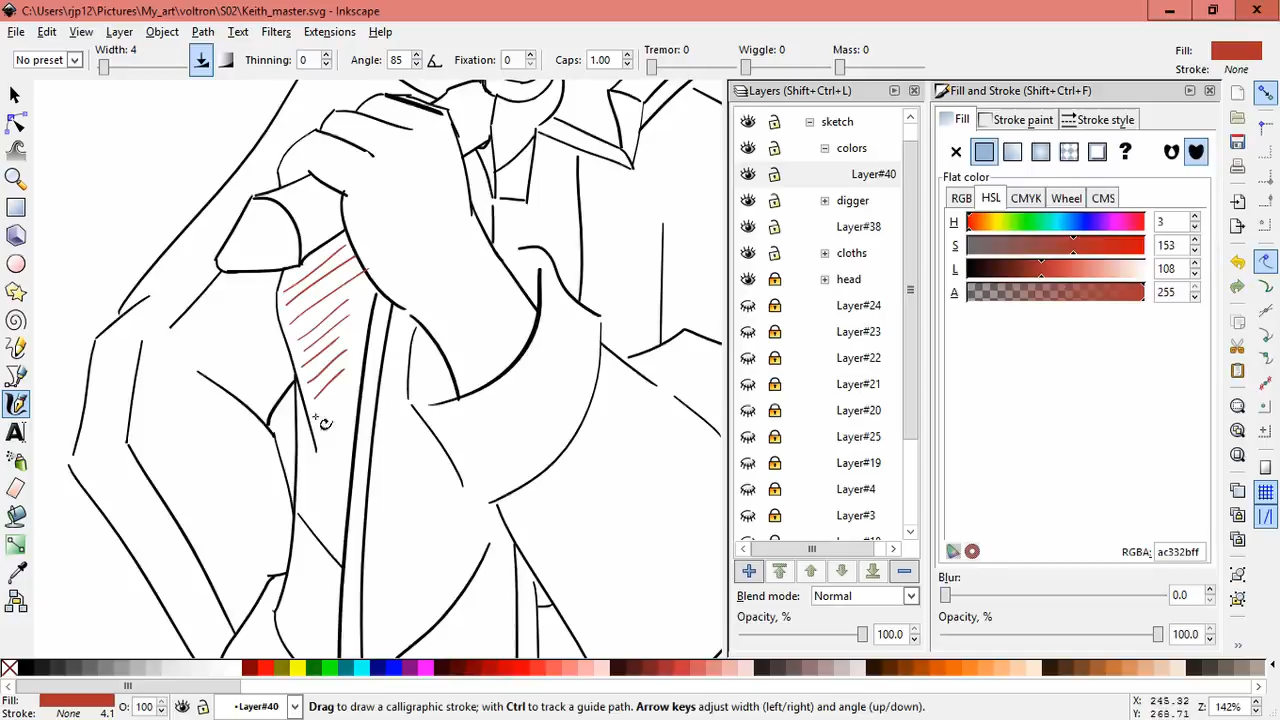 C:\Users\rjp12\Pictures\My_art\voltron\S02\Keith_master.svg - Inkscape
File Edit View Layer Object Path Filters Text Extensions Help
No preset Width: 4 Thinning: 0 Angle: 85 Fixation: 0 Caps: 1.00 Tremor: 0 Wiggle: 0 Mass: 0 Fill:
Stroke: None
Layers (Shift+Ctrl+L)
sketch
colors
Layer#40
digger
Layer#38
cloths
head
Layer#24
Layer#23
Layer#22
Layer#21
Layer#20
Layer#25
Layer#19
Layer#4
Layer#3
Blend mode: Normal
Opacity, %
100.0
Fill and Stroke (Shift+Ctrl+F)
Fill Stroke paint Stroke style
?
Flat color
RGB HSL CMYK Wheel CMS
H 3
S 153
L 108
A 255
RGBA: ac332bff
Blur:
0.0
Opacity, %
100.0
Fill:
Stroke: None 4.1
O: 100
•Layer#40
Drag to draw a calligraphic stroke; with Ctrl to track a guide path. Arrow keys adjust width (left/right) and angle (up/down).
X: 245.32
Y: 268.71
Z: 142%